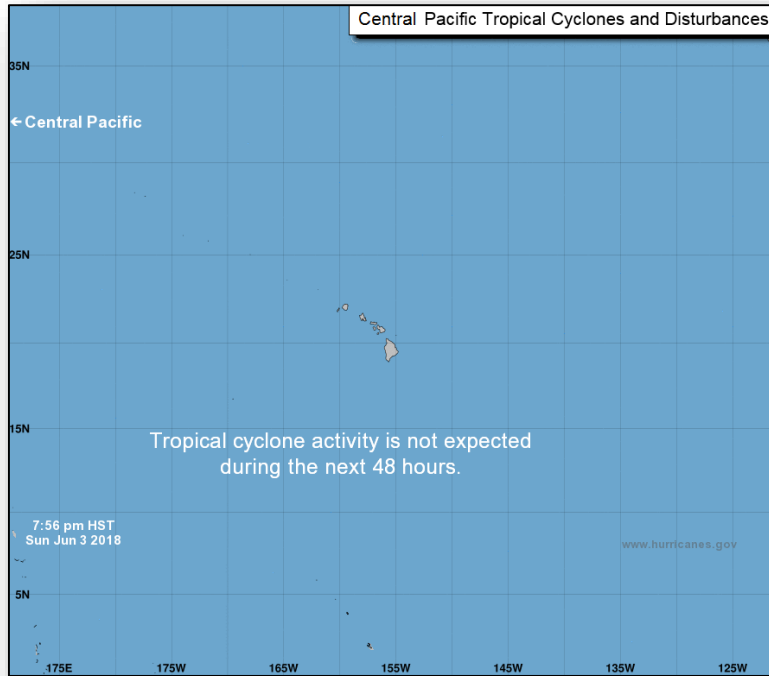 Central Pacific Tropical Cyclones and Disturbances
35N
←Central Pacific
25N
15N
Tropical cyclone activity is not expected
during the next 48 hours.
7:56 pm HST
Sun Jun 3 2018
www.hurricanes.gov
5N
175E 175W 165W 155W 145W 135W 125W